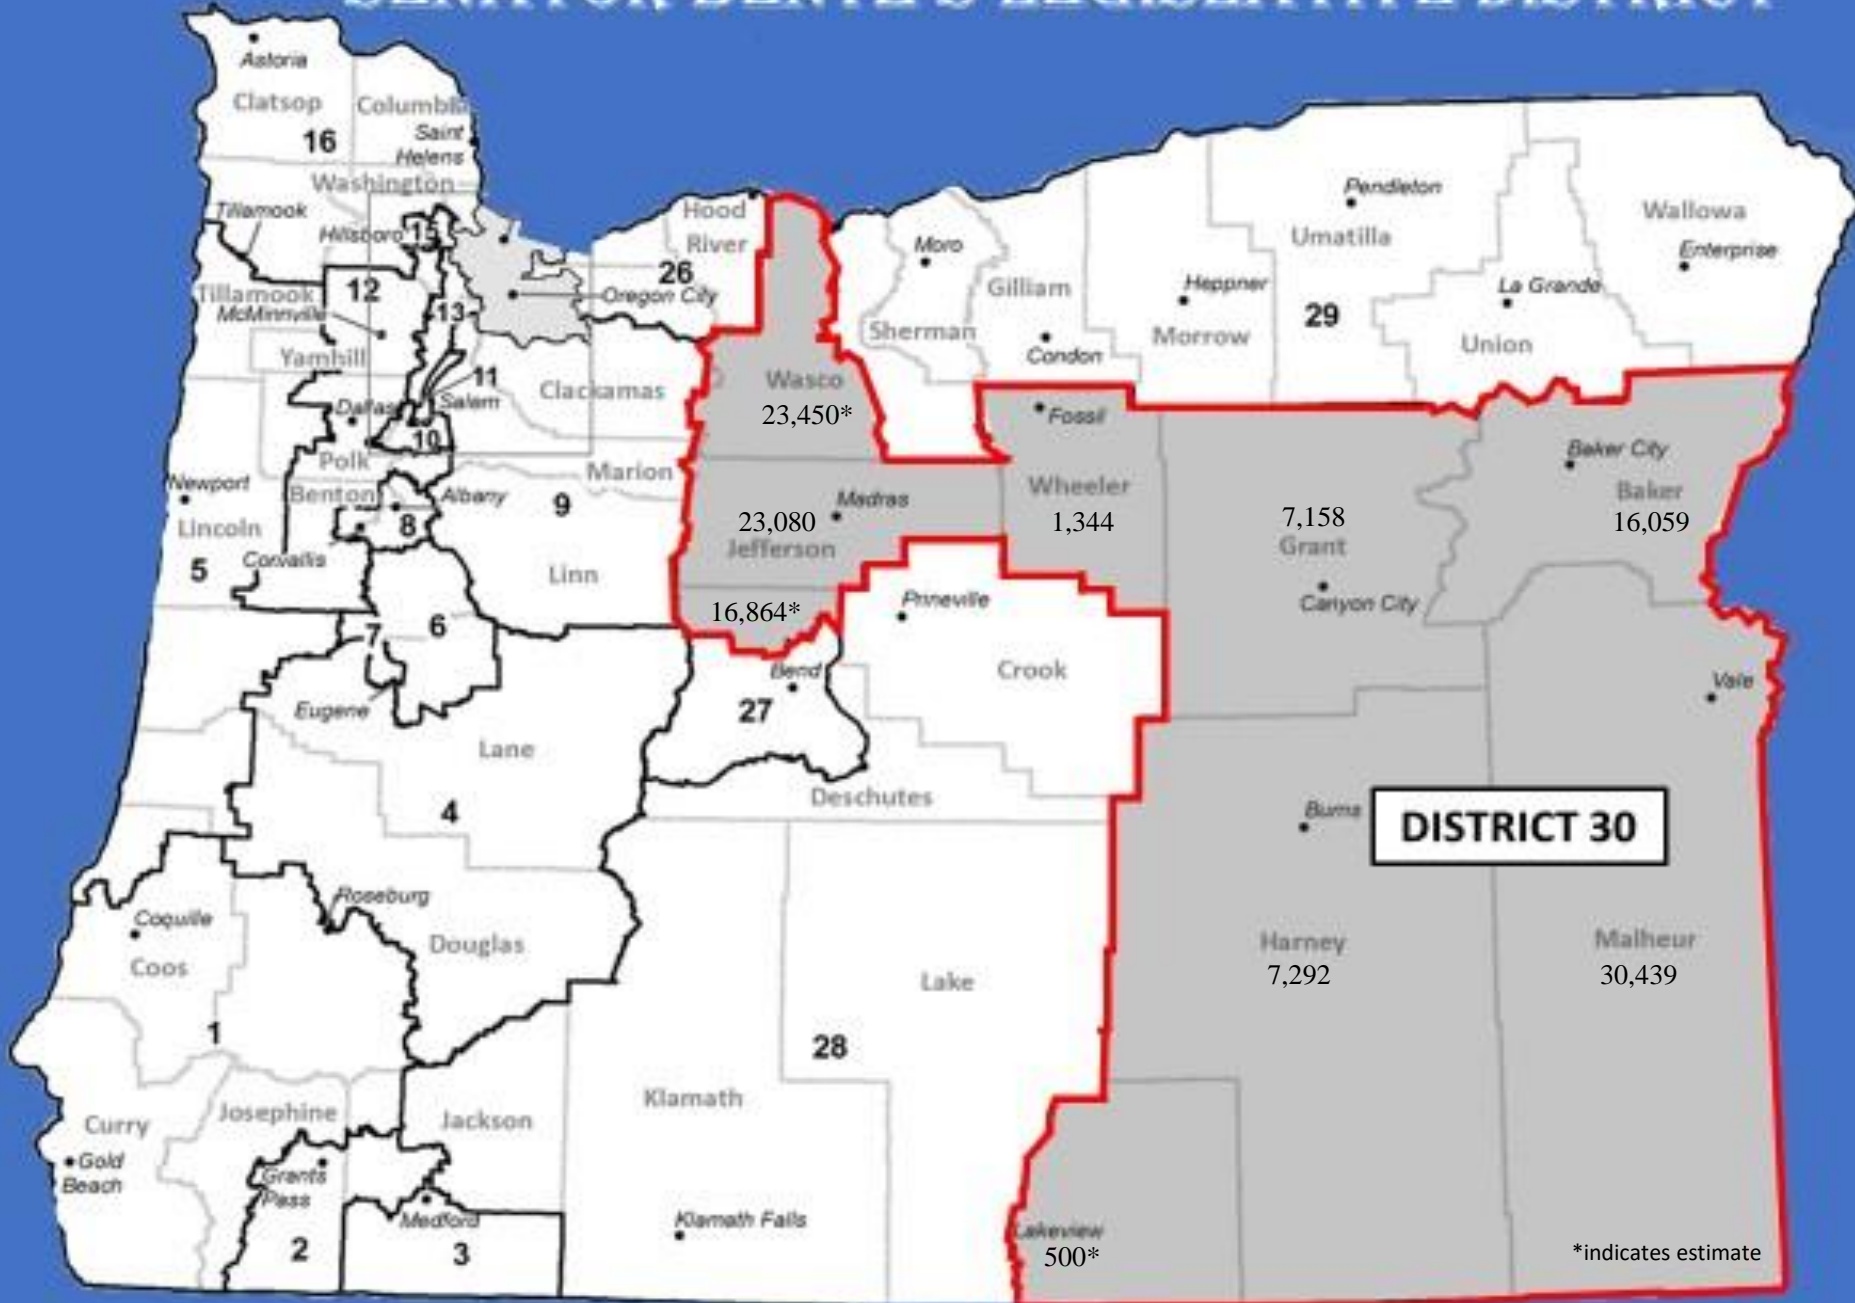 SENATOR BENTZ'S LEGISLATIVE DISTRICT
Astoria
Clatsop
Columbia
16
Saint
Helens
Washington
Tillamook
Hillsboro
15
Hood
River
26
Oregon City
12
Tillamook
McMinnville
13
Yamhill
11
Clackamas
Dallas
Salem
10
Polk
Marion
Newport
Benton
Albany
9
8
Lincoln
Corvallis
5
Linn
6
7
Eugene
Lane
4
Bend
27
Deschutes
Prineville
Crook
Moro
Sherman
Gilliam
Condon
Heppner
Morrow
Pendleton
Umatilla
29
La Grande
Union
Wallowa
Enterprise
Wasco
23,450*
Fossil
Wheeler
1,344
Madras
23,080
Jefferson
16,864*
7,158
Grant
Canyon City
Baker City
Baker
16,059
Vale
Burns
DISTRICT 30
Harney
7,292
Malheur
30,439
Roseburg
Coquille
Coos
Douglas
1
Lake
28
Klamath
Curry
Josephine
Jackson
Gold
Beach
Grants
Pass
Medford
2
3
Klamath Falls
Lakeview
500*
*indicates estimate